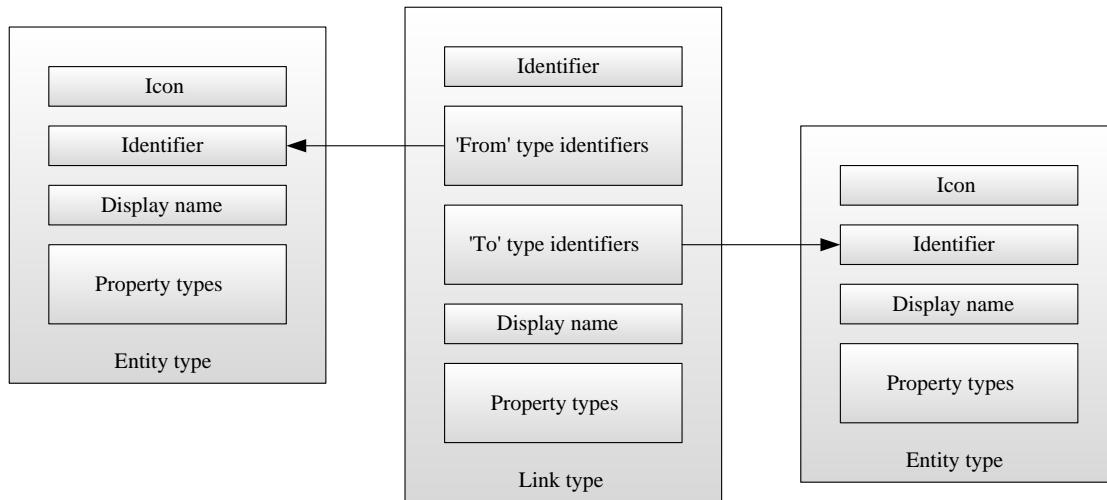 Icon
Identifier
Display name
Property types
Entity type
Identifier
'From' type identifiers
'To' type identifiers
Display name
Property types
Link type
Icon
Identifier
Display name
Property types
Entity type